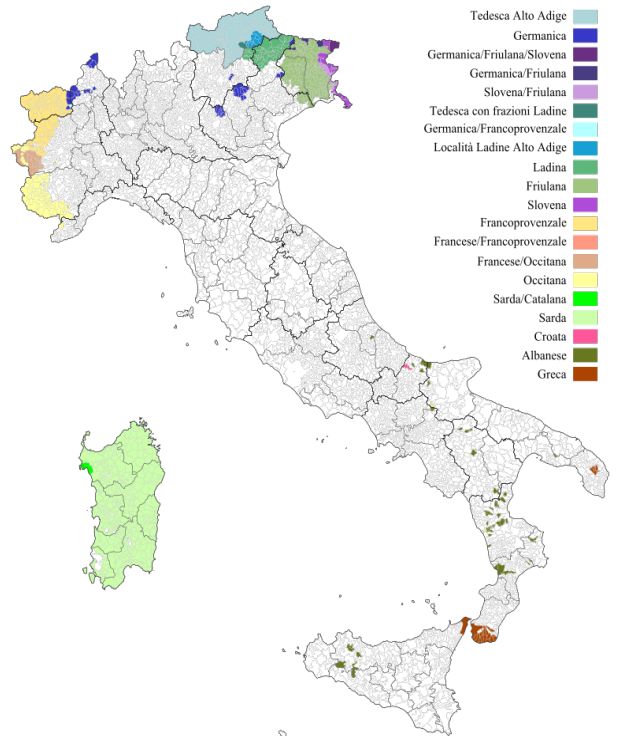 Tedesca Alto Adige
Germanica
Germanica/Friulana/Slovena
Germanica/Friulana
Slovena/Friulana
Tedesca con frazioni Ladine
Germanica/Francoprovenzale
Località Ladine Alto Adige
Ladina
Friulana
Slovena
Francoprovenzale
Francese/Francoprovenzale
Francese/Occitana
Occitana
Sarda/Catalana
Sarda
Croata
Albanese
Greca